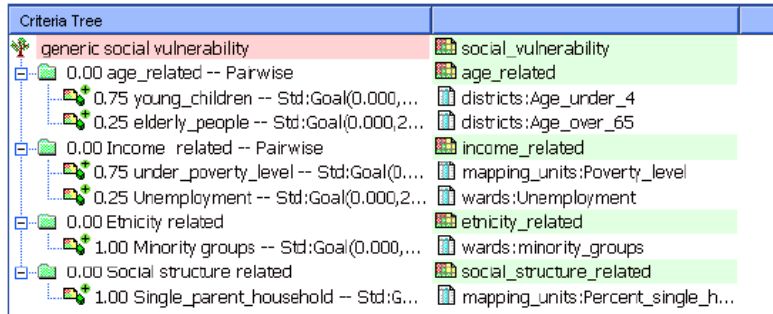 Criteria Tree
generic social vulnerability social_vulnerability
0.00 age_related -- Pairwise age_related
0.75 young_children -- Std:Goal(0.000,... districts:Age_under_4
0.25 elderly_people -- Std:Goal(0.000,2... districts:Age_over_65
0.00 Income related -- Pairwise income_related
0.75 under_poverty_level -- Std:Goal(0.... mapping_units:Poverty_level
0.25 Unemployment -- Std:Goal(0.000,2... wards:Unemployment
0.00 Etnicity related etnicity_related
1.00 Minority groups -- Std:Goal(0.000,... wards:minority_groups
0.00 Social structure related social_structure_related
1.00 Single_parent_household -- Std:G... mapping_units:Percent_single_h...